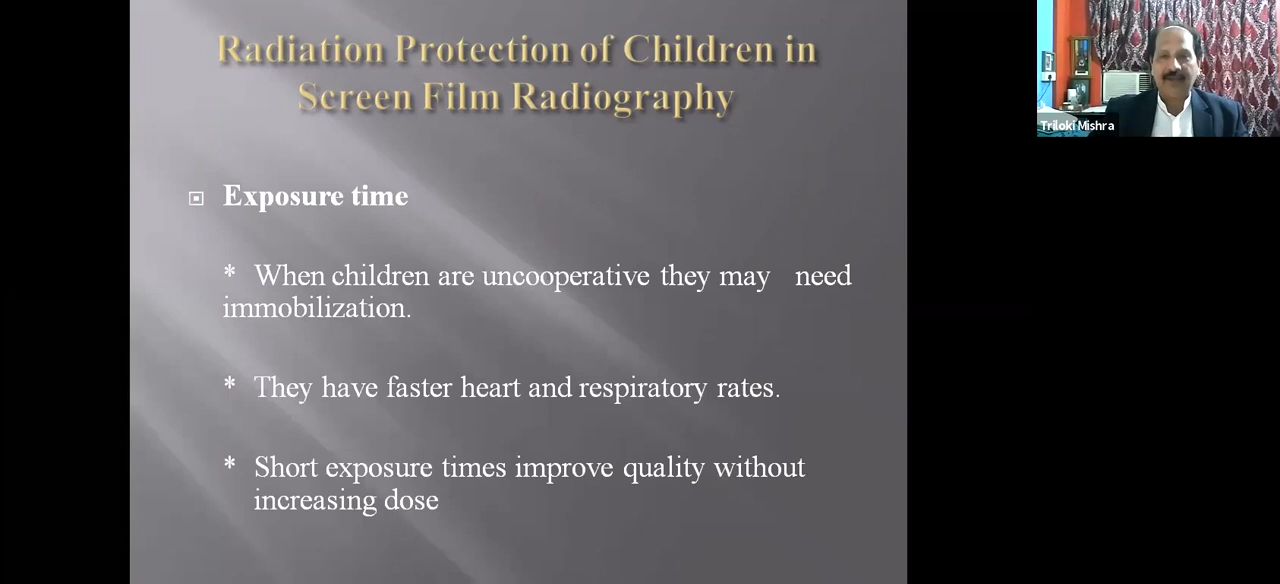 Radiation Protection of Children in
Screen Film Radiography
Exposure time
* When children are uncooperative they may need
immobilization.
* They have faster heart and respiratory rates.
* Short exposure times improve quality without
increasing dose
Triloki Mishra